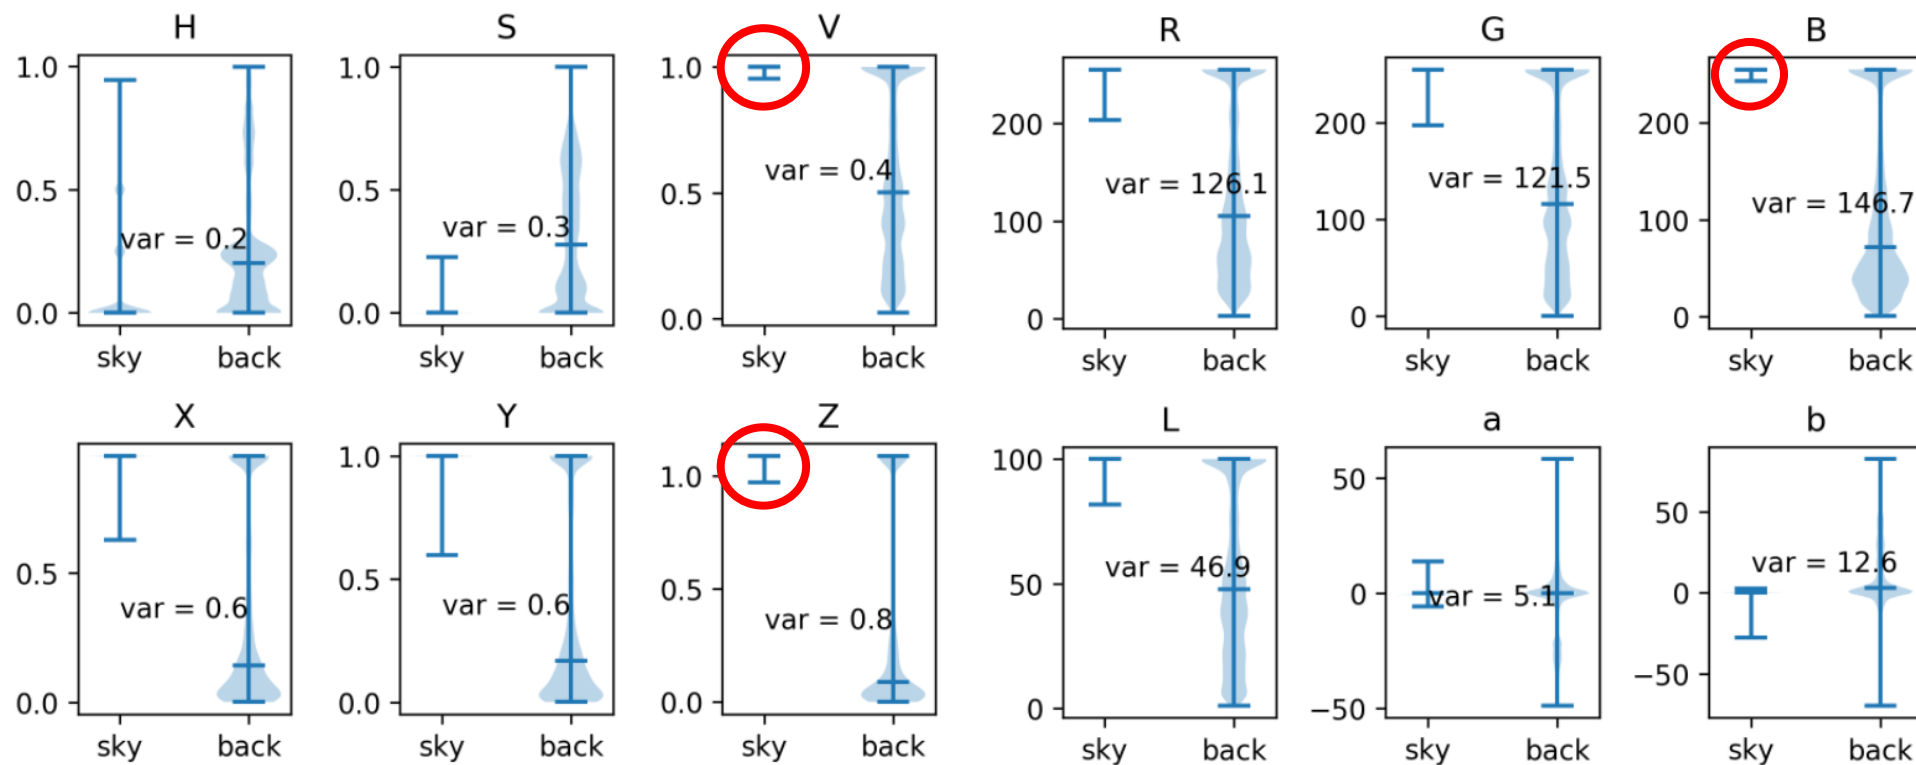 H S V R G B
1.0 1.0 1.0
200 200 200
0.5 0.5 0.5
var = 0.2 var = 0.3 var = 0.4 var = 126.1 var = 121.5 var = 146.7
100 100 100
0.0 0.0 0.0 0 0 0
sky back sky back sky back sky back sky back sky back
X Y Z L a b
1.0 1.0 100
50 50
0.5 0.5 0.5 50 0 0
var = 0.6 var = 0.6 var = 0.8 var = 46.9 var = 5.1 var = 12.6
−50
0.0 0.0 0.0 0 −50
sky back sky back sky back sky back sky back sky back